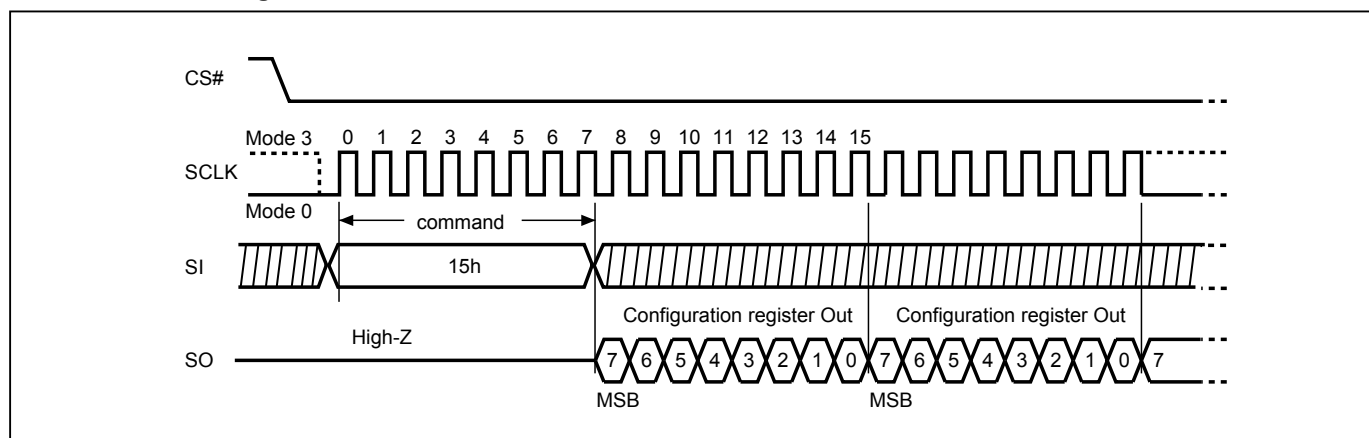 CS#
Mode 3 0 1 2 3 4 5 6 7 8 9 10 11 12 13 14 15
SCLK
Mode 0
command
SI 15h
Configuration register Out Configuration register Out
High-Z
SO 7 6 5 4 3 2 1 0 7 6 5 4 3 2 1 0 7
MSB MSB